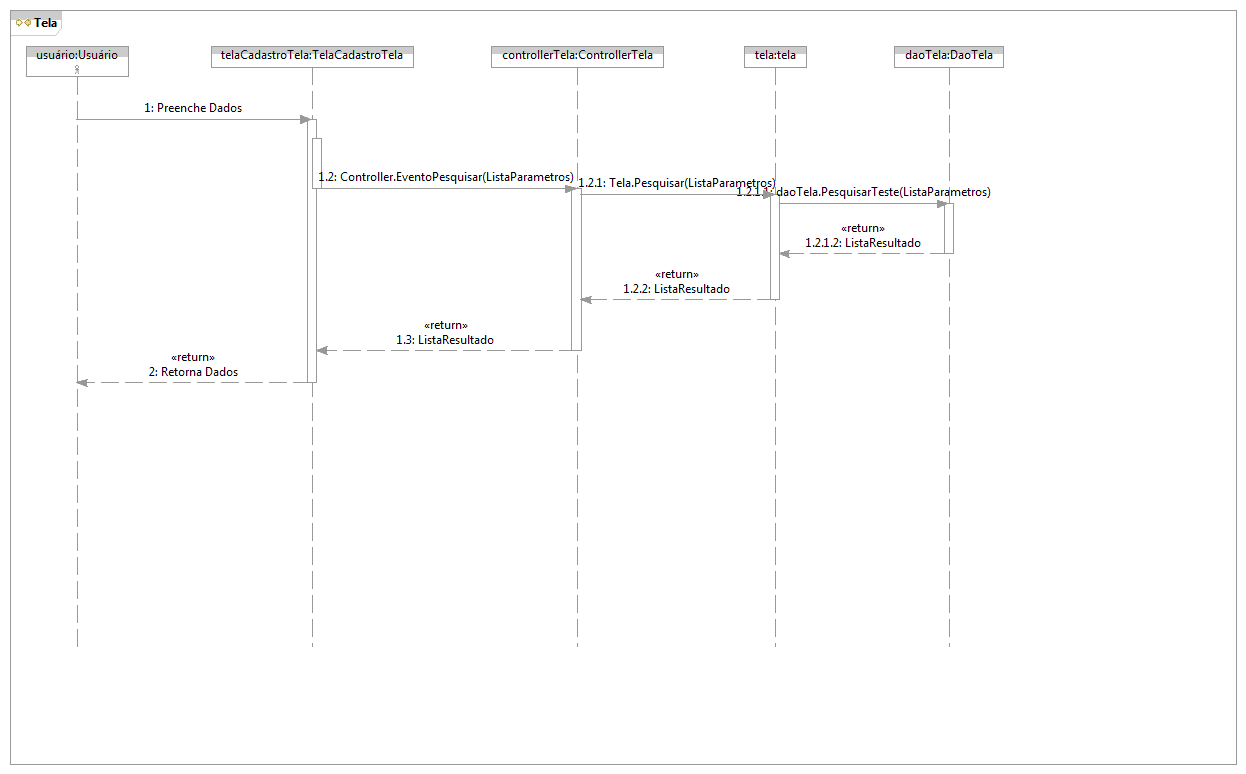 Tela
usuário:Usuário
telaCadastroTela:TelaCadastroTela
controllerTela:ControllerTela
tela:tela
daoTela:DaoTela
1: Preenche Dados
1.2: Controller.EventoPesquisar(ListaParametros)
1.2.1: Tela.Pesquisar(ListaParametros)
1.2.1.1: daoTela.PesquisarTeste(ListaParametros)
«return»
1.2.1.2: ListaResultado
«return»
1.2.2: ListaResultado
«return»
1.3: ListaResultado
«return»
2: Retorna Dados